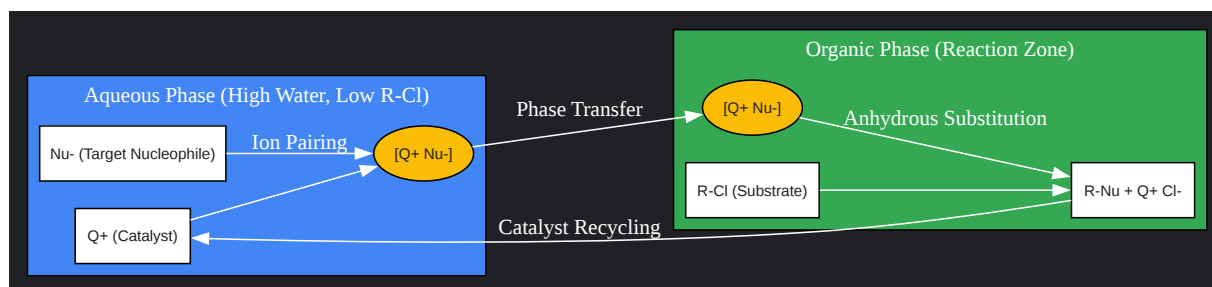 Organic Phase (Reaction Zone)
Aqueous Phase (High Water, Low R-Cl)
Phase Transfer
[Q+ Nu-]
Anhydrous Substitution
Nu- (Target Nucleophile)
Ion Pairing
[Q+ Nu-]
R-Cl (Substrate)
R-Nu + Q+ Cl-
Q+ (Catalyst)
Catalyst Recycling